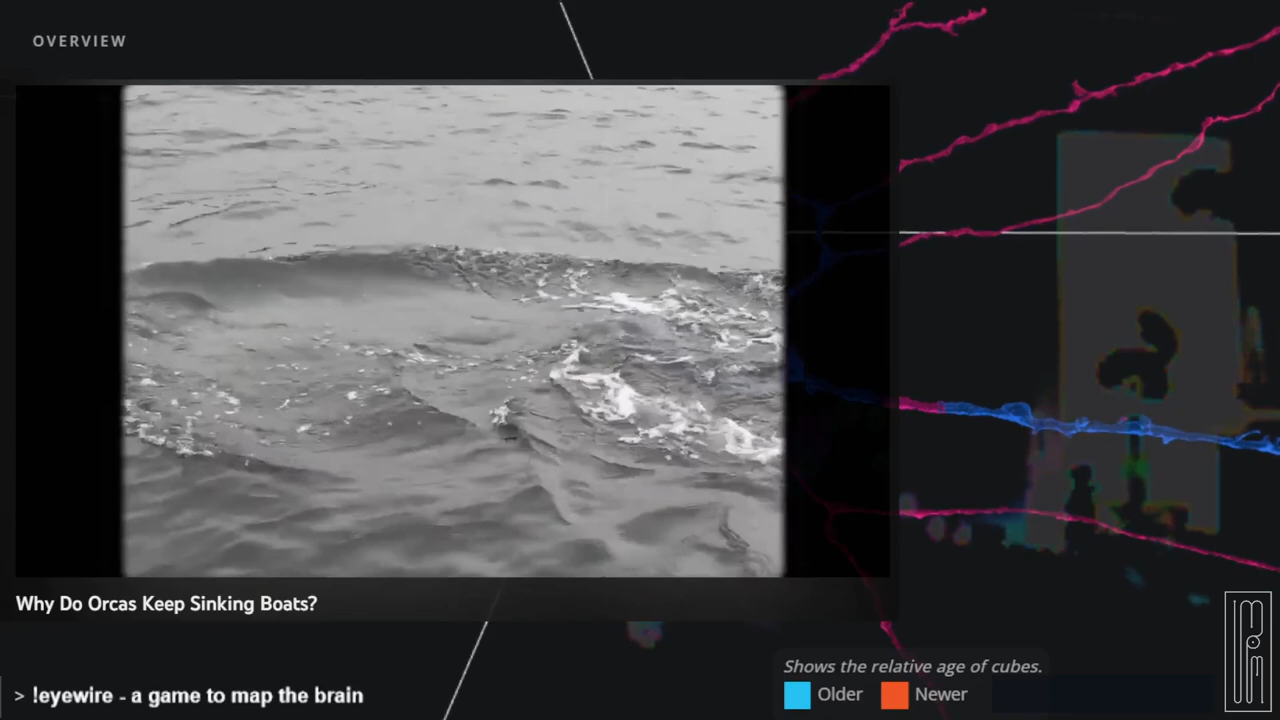 OVERVIEW
Why Do Orcas Keep Sinking Boats?
Shows the relative age of cubes.
Older Newer
> !eyewire - a game to map the brain